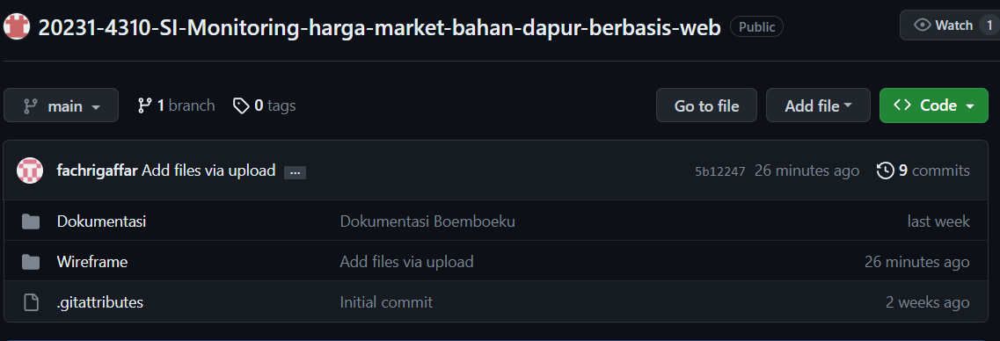 20231-4310-SI-Monitoring-harga-market-bahan-dapur-berbasis-web Public Watch 1
main 1 branch 0 tags Go to file Add file Code
fachrigaffar Add files via upload ... 5b12247 26 minutes ago 9 commits
Dokumentasi Dokumentasi Boemboeku last week
Wireframe Add files via upload 26 minutes ago
.gitattributes Initial commit 2 weeks ago